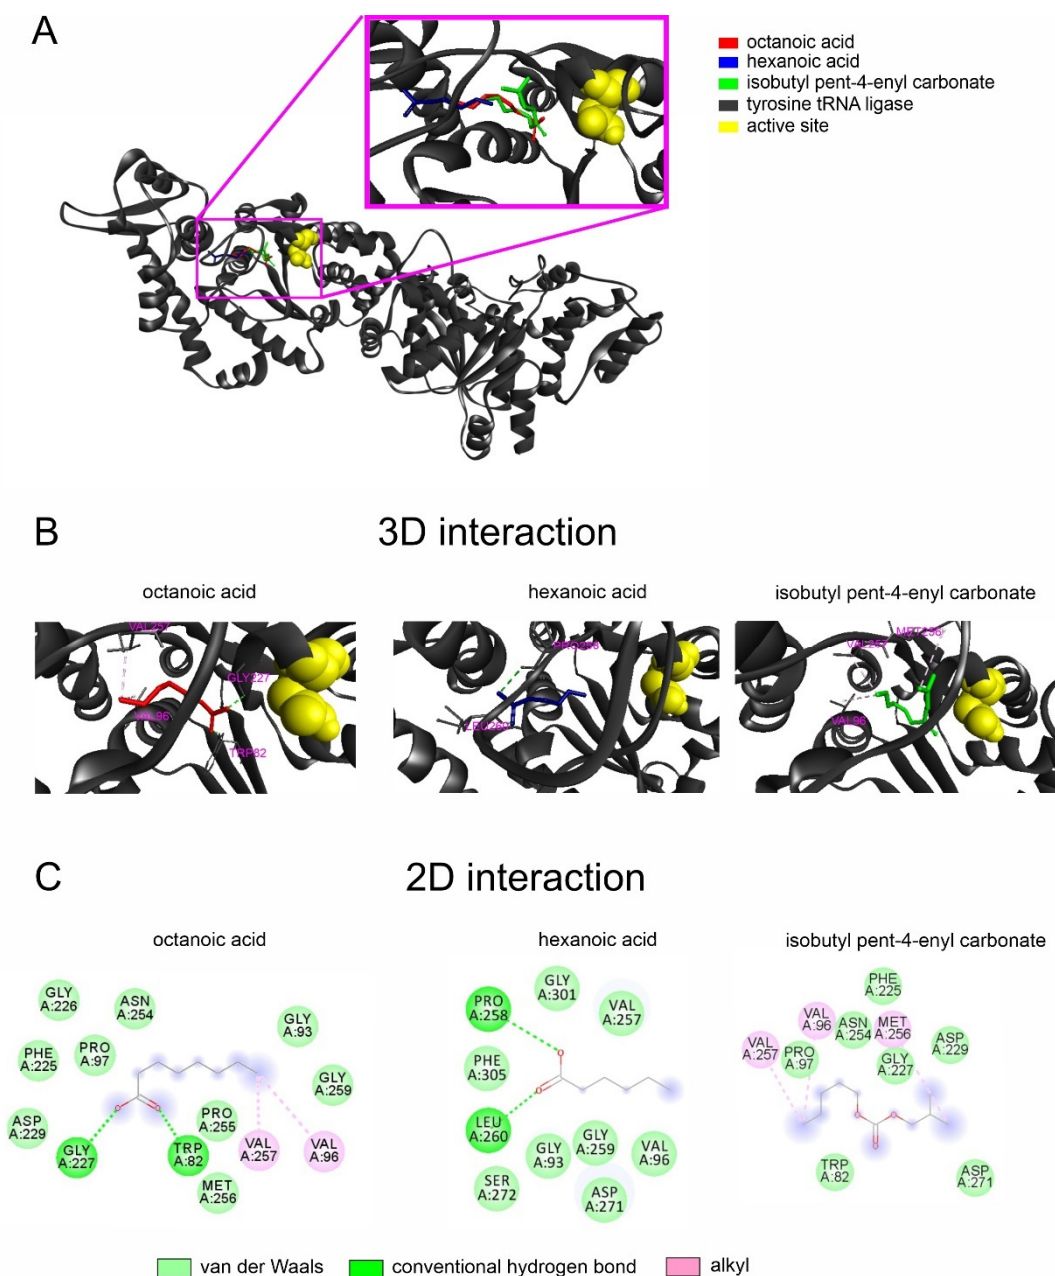 A
octanoic acid
hexanoic acid
isobutyl pent-4-enyl carbonate
tyrosine tRNA ligase
active site
B
3D interaction
octanoic acid
hexanoic acid
isobutyl pent-4-enyl carbonate
VAL257
GLY227
VAL96
TRP82
LEU260
MET256
VAL257
VAL96
C
2D interaction
octanoic acid
hexanoic acid
isobutyl pent-4-enyl carbonate
GLY
A:226
ASN
A:254
GLY
A:93
PHE
A:225
PRO
A:97
GLY
A:259
ASP
A:229
PRO
A:255
GLY
A:227
TRP
A:82
VAL
A:257
VAL
A:96
MET
A:256
PRO
A:258
GLY
A:301
VAL
A:257
PHE
A:305
O
O
LEU
A:260
GLY
A:93
GLY
A:259
VAL
A:96
SER
A:272
ASP
A:271
PHE
A:225
VAL
A:96
ASN
A:254
MET
A:256
VAL
A:257
PRO
A:97
GLY
A:227
ASP
A:229
O
O
O
TRP
A:82
ASP
A:271
van der Waals
conventional hydrogen bond
alkyl